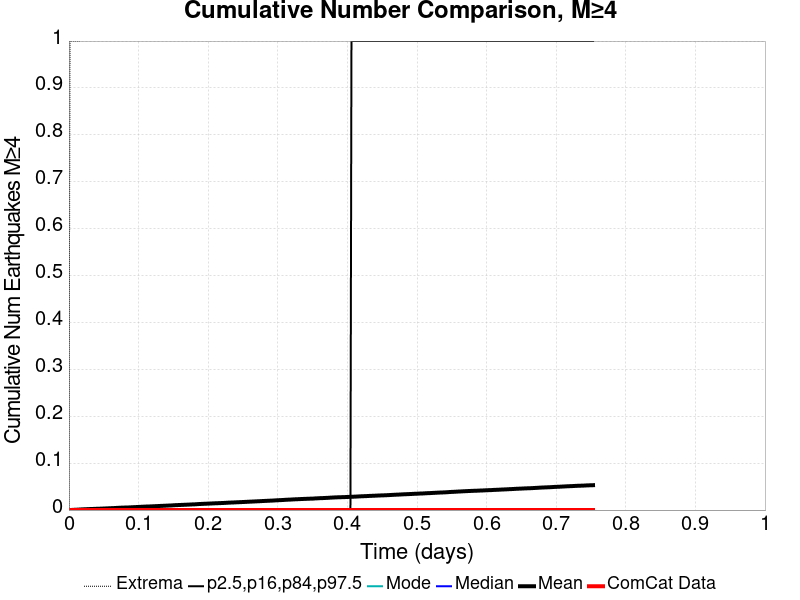 Cumulative Number Comparison, M≥4
Cumulative Num Earthquakes M≥4
1
0.9
0.8
0.7
0.6
0.5
0.4
0.3
0.2
0.1
0
0 0.1 0.2 0.3 0.4 0.5 0.6 0.7 0.8 0.9 1
Time (days)
Extrema p2.5,p16,p84,p97.5 Mode Median Mean ComCat Data